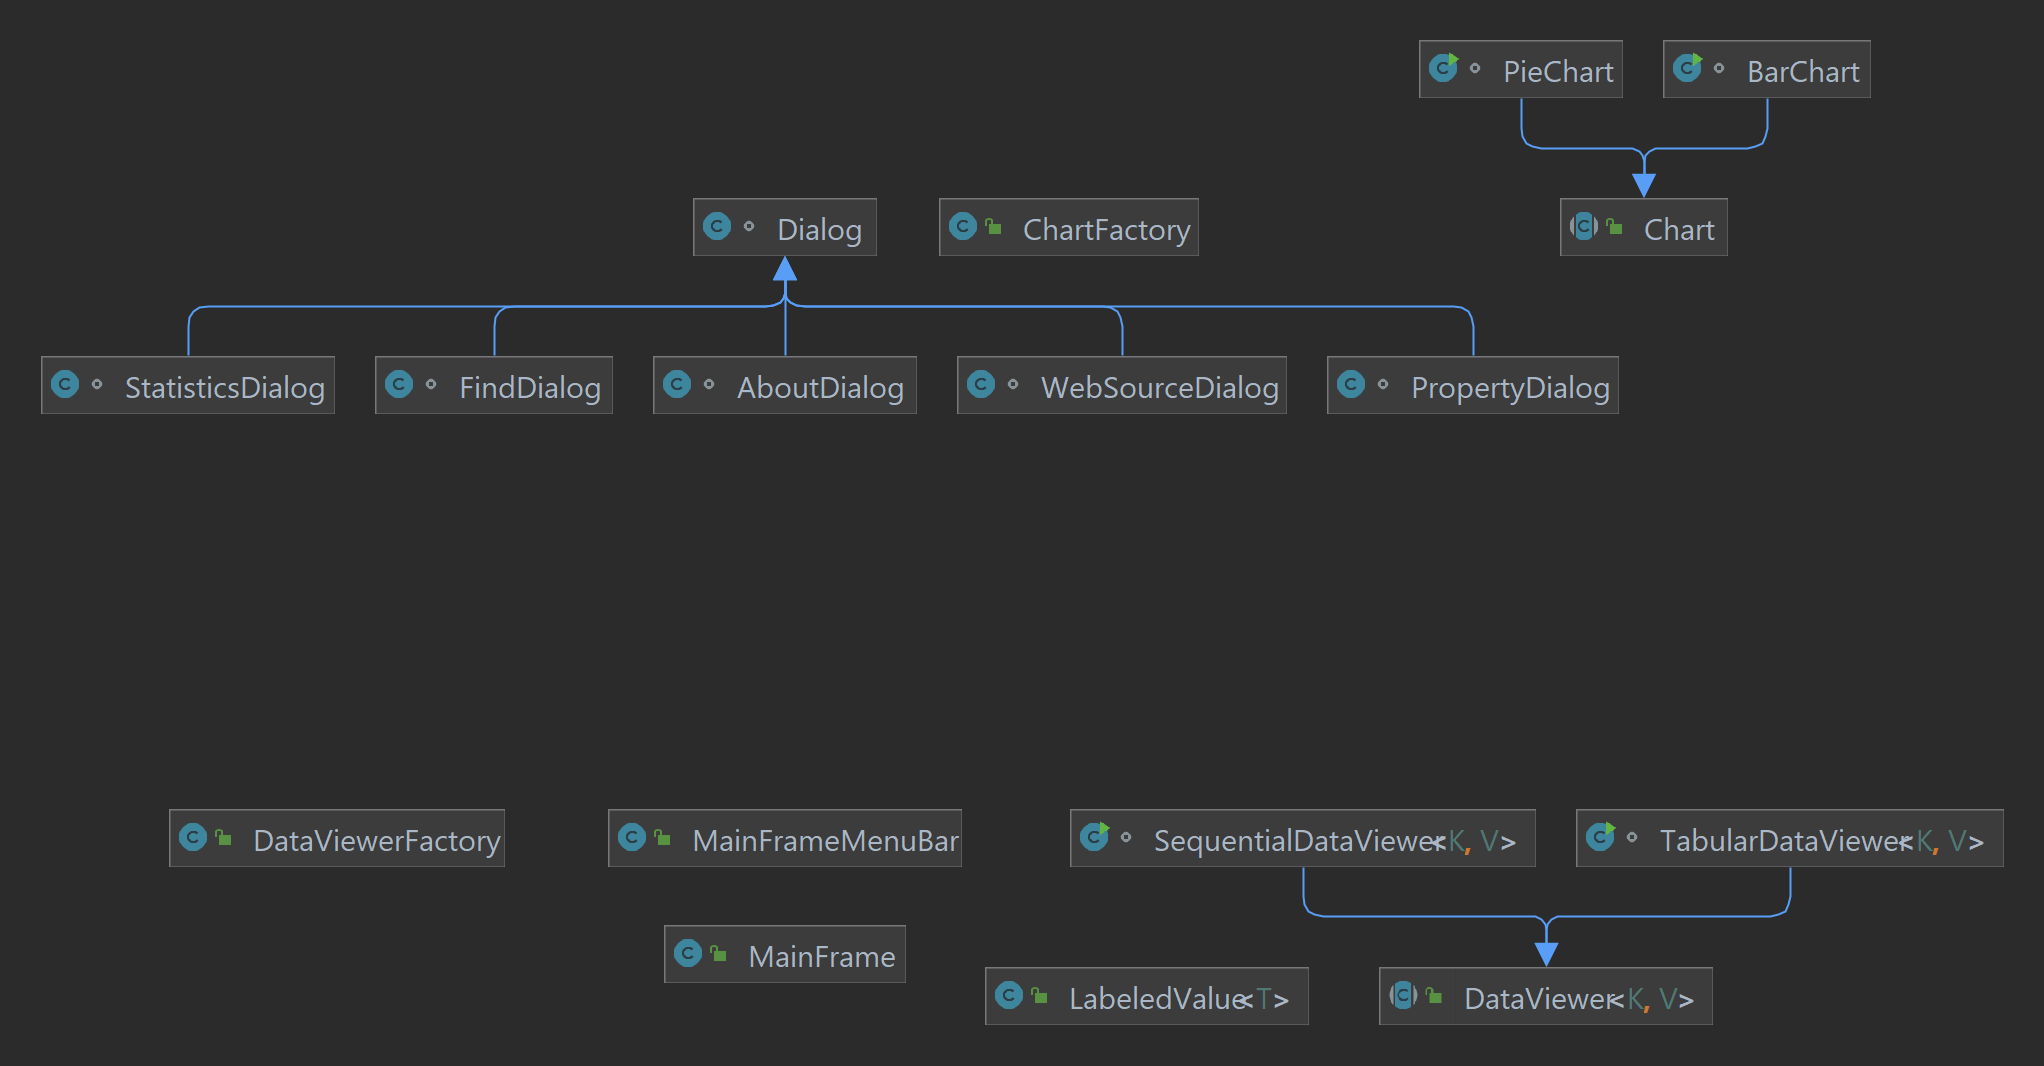 PieChart
BarChart
Dialog
ChartFactory
Chart
StatisticsDialog
FindDialog
AboutDialog
WebSourceDialog
PropertyDialog
DataViewerFactory
MainFrameMenuBar
SequentialDataViewer<K, V>
TabularDataViewer<K, V>
MainFrame
LabeledValue<T>
DataViewer<K, V>